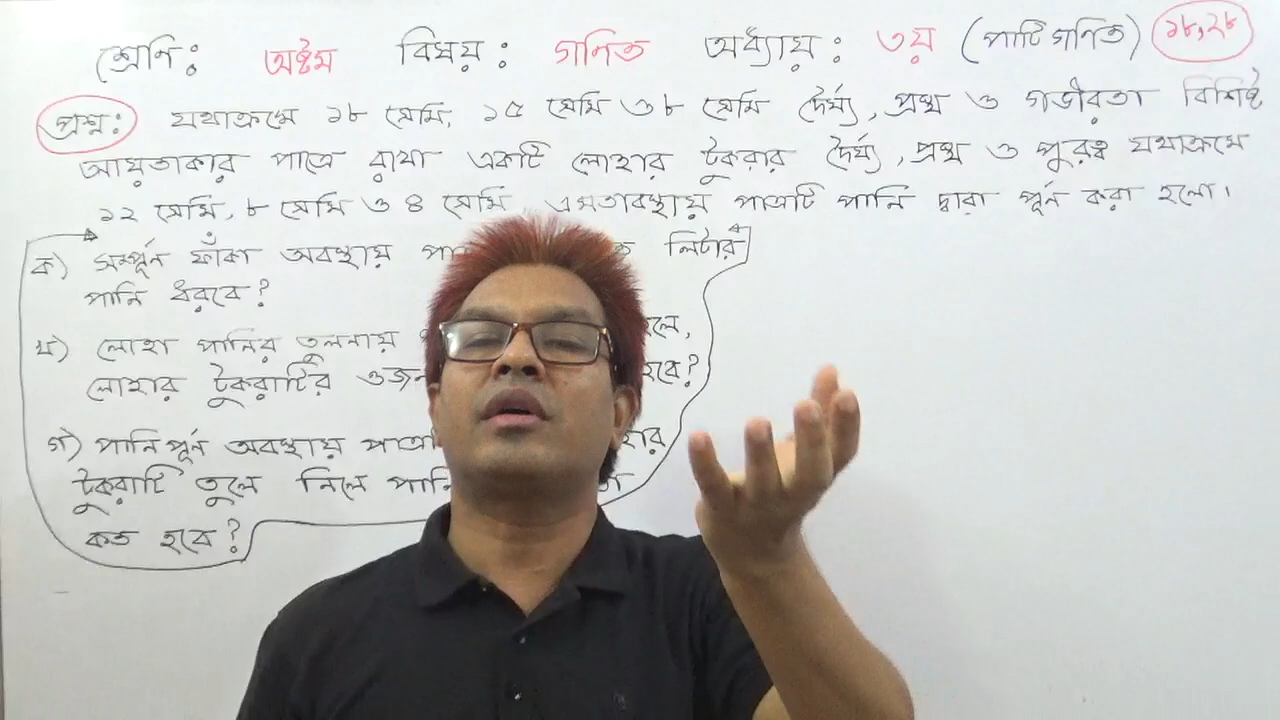 শ্রেণি: অষ্টম বিষয়: গণিত অধ্যায়: ৩য় (পাটিগণিত) ১৮,২৮
প্রশ্ন: যথাক্রমে ১৮ সেমি, ১৫ সেমি ও ৮ সেমি দৈর্ঘ্য, প্রস্থ ও গভীরতা বিশিষ্ট
আয়তাকার পাত্রে রাখা একটি লোহার টুকরার দৈর্ঘ্য, প্রস্থ ও পুরুত্ব যথাক্রমে
১২ সেমি, ৮ সেমি ও ৪ সেমি এমতাবস্থায় পাত্রটি পানি দ্বারা পূর্ন করা হলো।
ক) সম্পূর্ন ফাঁকা অবস্থায় লিটার
পানি ধরবে?
খ) লোহা পানির তুলনায়
লোহার টুকরাটির ওজন হবে?
গ) পানিপূর্ন অবস্থায়
টুকরাটি তুলে নিলে
কত হবে?